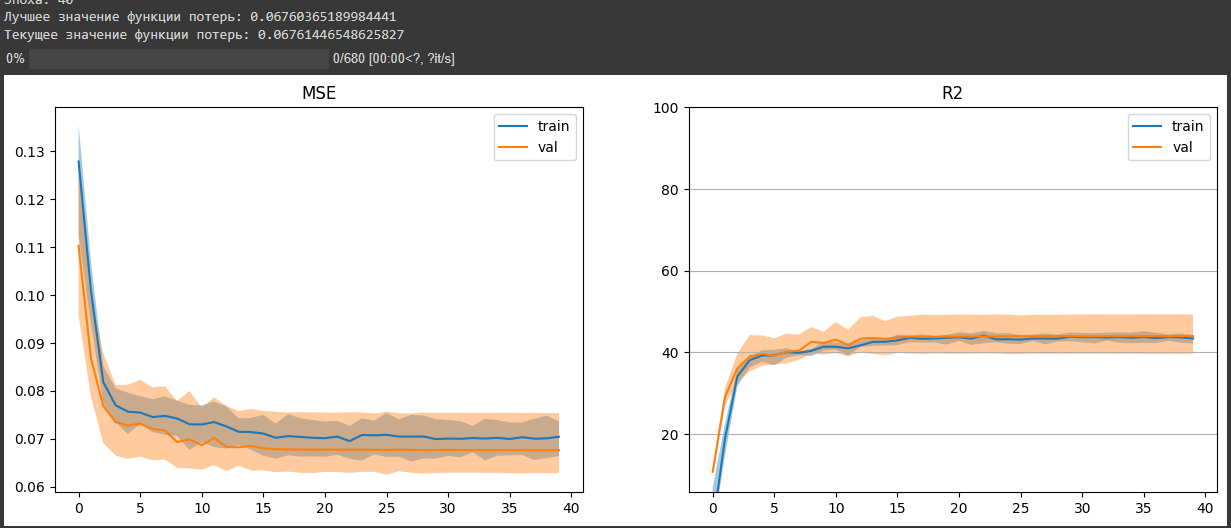 Эпоха: 40
Лучшее значение функции потерь: 0.06760365189984441
Текущее значение функции потерь: 0.06761446548625827
0% 0/680 [00:00<?, ?it/s]
MSE R2
train
val
0.13
0.12
0.11
0.10
0.09
0.08
0.07
0.06
0 5 10 15 20 25 30 35 40
train
val
100
80
60
40
20
0 5 10 15 20 25 30 35 40